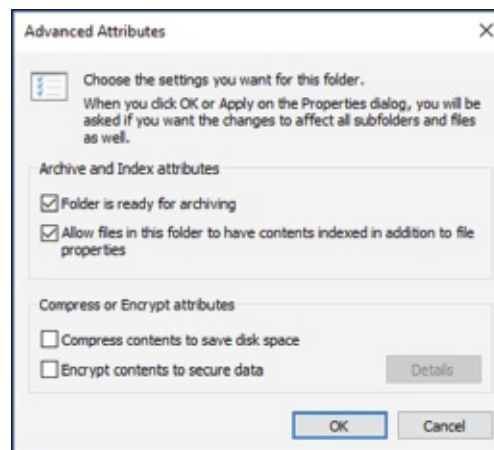 Advanced Attributes
Choose the settings you want for this folder.
When you click OK or Apply on the Properties dialog, you will be
asked if you want the changes to affect all subfolders and files
as well.
Archive and Index attributes
Folder is ready for archiving
Allow files in this folder to have contents indexed in addition to file
properties
Compress or Encrypt attributes
Compress contents to save disk space
Encrypt contents to secure data
Details
OK
Cancel